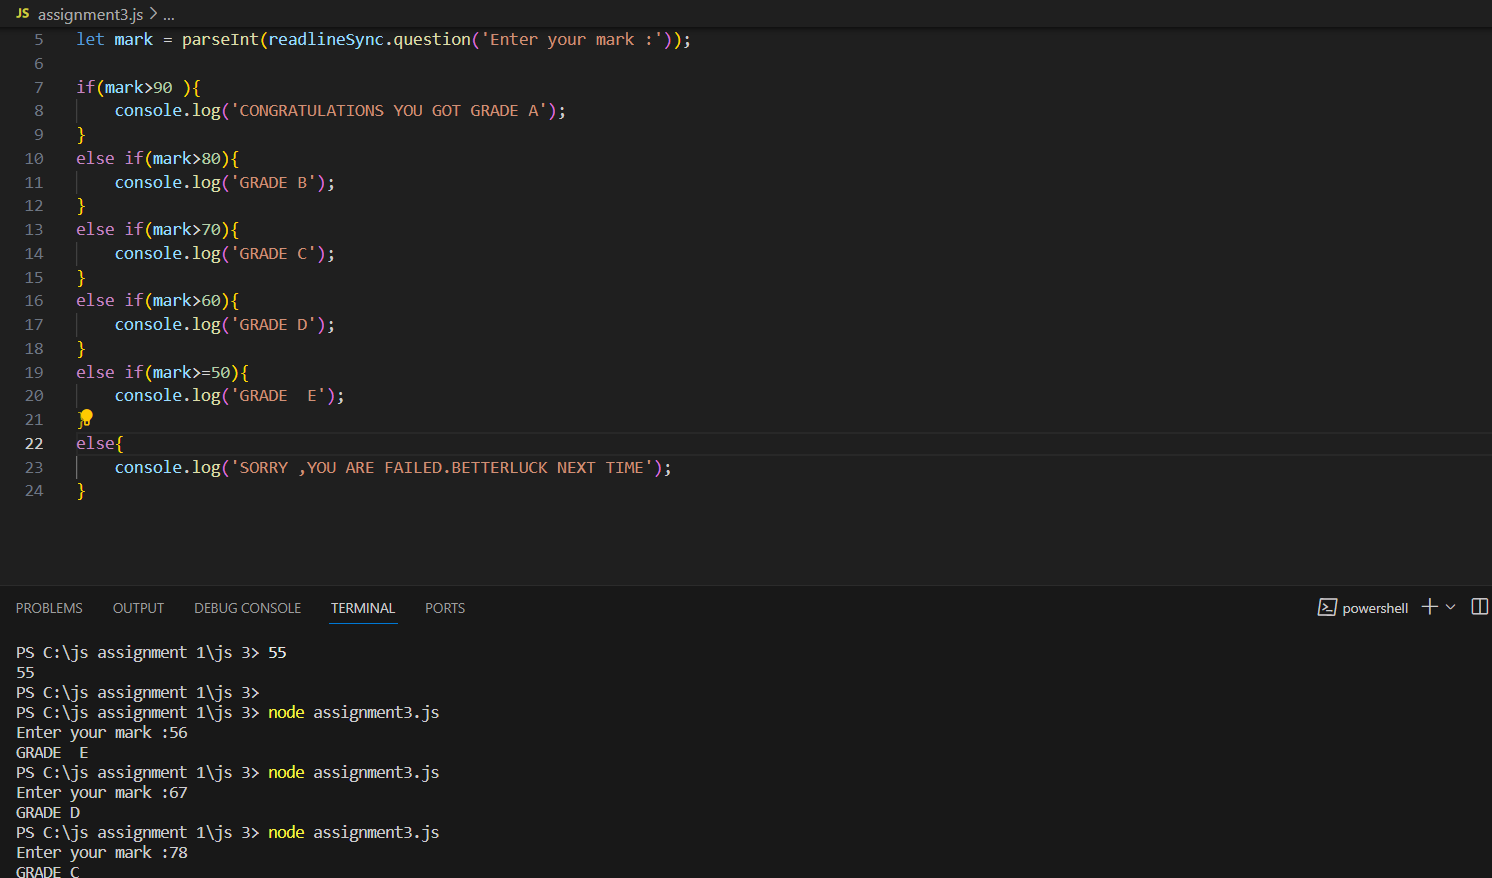 JS assignment3.js > ...
5 let mark = parseInt(readlineSync.question('Enter your mark :'));
6
7 if(mark>90 ){
8 console.log('CONGRATULATIONS YOU GOT GRADE A');
9 }
10 else if(mark>80){
11 console.log('GRADE B');
12 }
13 else if(mark>70){
14 console.log('GRADE C');
15 }
16 else if(mark>60){
17 console.log('GRADE D');
18 }
19 else if(mark>=50){
20 console.log('GRADE  E');
21 }
22 else{
23 console.log('SORRY ,YOU ARE FAILED.BETTERLUCK NEXT TIME');
24 }
PROBLEMS OUTPUT DEBUG CONSOLE TERMINAL PORTS powershell
PS C:\js assignment 1\js 3> 55
55
PS C:\js assignment 1\js 3>
PS C:\js assignment 1\js 3> node assignment3.js
Enter your mark :56
GRADE  E
PS C:\js assignment 1\js 3> node assignment3.js
Enter your mark :67
GRADE D
PS C:\js assignment 1\js 3> node assignment3.js
Enter your mark :78
GRADE C